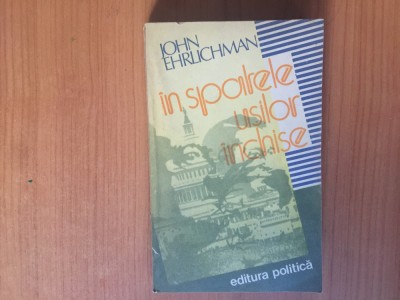 JOHN
EHRLICHMAN
în spatele
ușilor
închise
editura politică